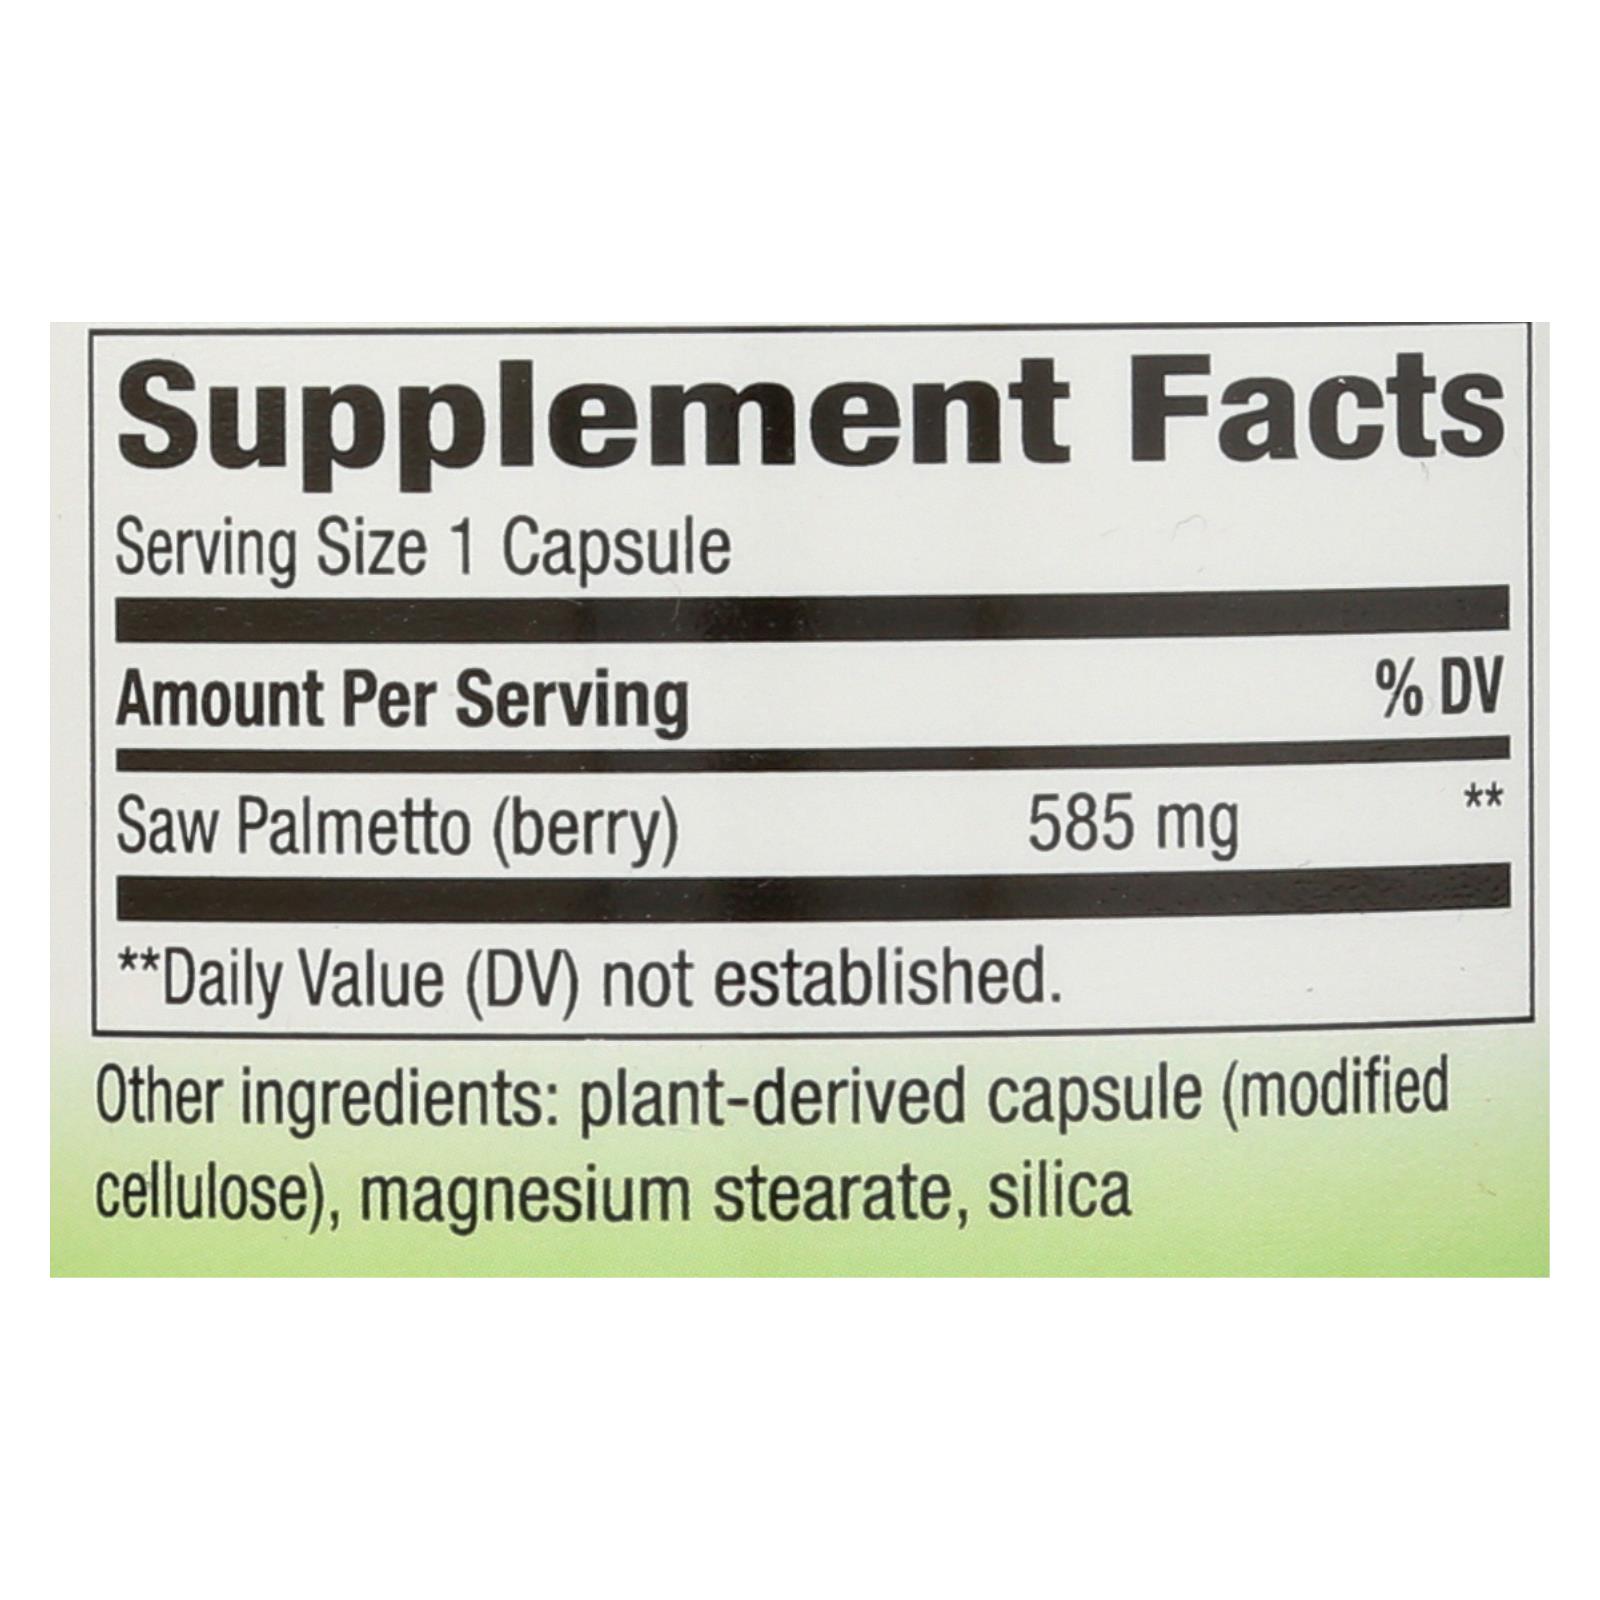 Supplement Facts
Serving Size 1 Capsule
Amount Per Serving % DV
Saw Palmetto (berry) 585 mg **
**Daily Value (DV) not established.
Other ingredients: plant-derived capsule (modified
cellulose), magnesium stearate, silica